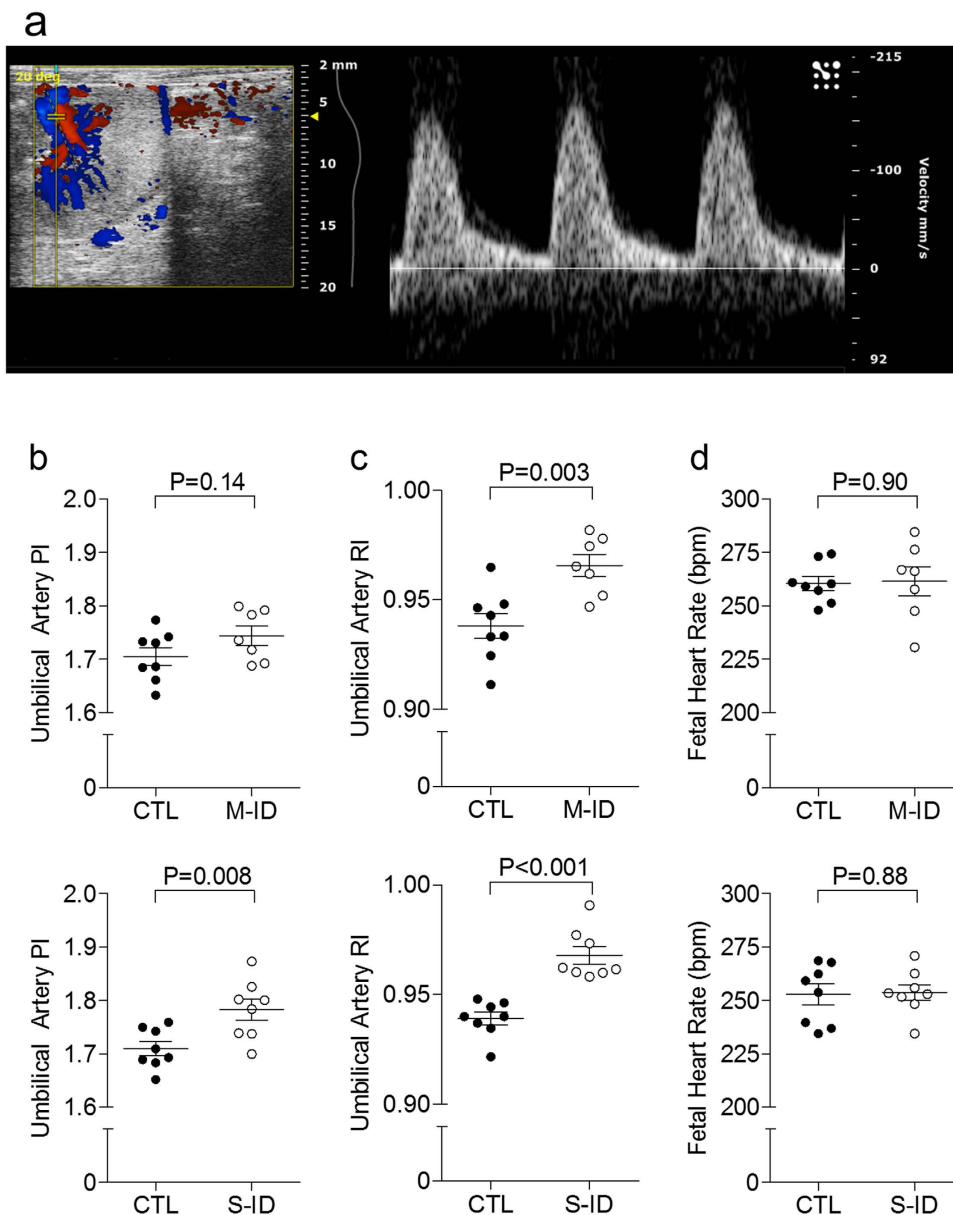 a
20 deg
2 mm
5
10
15
20
-215
-100
0
92
Velocity mm/s
b
P=0.14
Umbilical Artery PI
2.0
1.9
1.8
1.7
1.6
0
CTL M-ID
c
P=0.003
Umbilical Artery RI
1.00
0.95
0.90
0
CTL M-ID
d
P=0.90
Fetal Heart Rate (bpm)
300
275
250
225
200
0
CTL M-ID
P=0.008
Umbilical Artery PI
2.0
1.9
1.8
1.7
1.6
0
CTL S-ID
P<0.001
Umbilical Artery RI
1.00
0.95
0.90
0
CTL S-ID
P=0.88
Fetal Heart Rate (bpm)
300
275
250
225
200
0
CTL S-ID